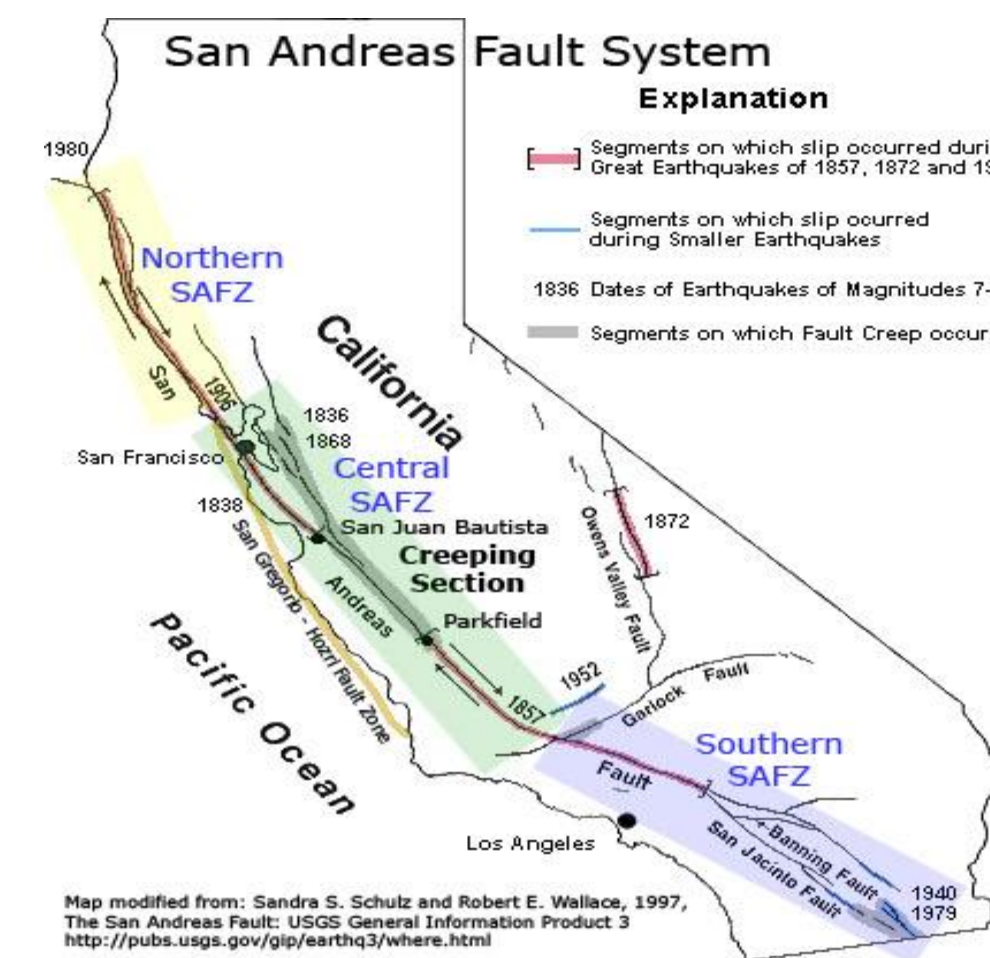 San Andreas Fault System
Explanation
Segments on which slip occurred duri
Great Earthquakes of 1857, 1872 and 19
Segments on which slip ocurred
during Smaller Earthquakes
1836 Dates of Earthquakes of Magnitudes 7-
Segments on which Fault Creep occur
1980
Northern
SAFZ
San
1906
California
1836
1868
San Francisco
Central
SAFZ
1838
San Juan Bautista
Creeping
Section
San Gregorio - Hozri Fault Zone
Andreas
Parkfield
Owens Valley Fault
1872
Pacific Ocean
1952
1857
Garlock Fault
Southern
SAFZ
Fault
Los Angeles
Banning Fault
San Jacinto Fault
1940
1979
Map modified from: Sandra S. Schulz and Robert E. Wallace, 1997,
The San Andreas Fault: USGS General Information Product 3
http://pubs.usgs.gov/gip/earthq3/where.html